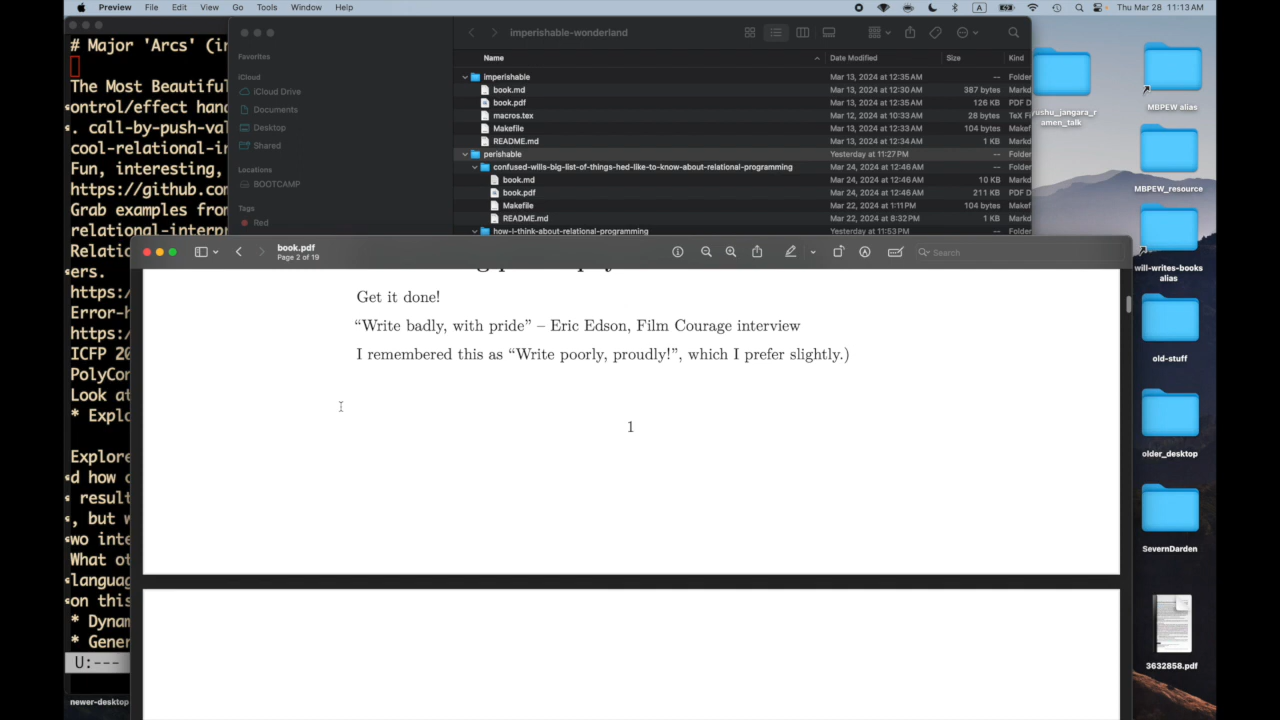 Preview File Edit View Go Tools Window Help A Thu Mar 28 11:13 AM
# Major 'Arcs' (i
The Most Beautiful
ontrol/effect hand
. call-by-push-val
cool-relational-in
Fun, interesting,
https://github.com
Grab examples from
relational-interp
Relatio
ers.
https:/
Error-h
https:/
ICFP 20
PolyCon
Look at
* Explo
Explore
d how c
result
, but w
wo inte
What ot
languag
on this
* Dynam
* Gener
U:---
newer-desktop
Favorites
iCloud
iCloud Drive
Documents
Desktop
Shared
Locations
BOOTCAMP
Tags
Red
imperishable-wonderland
Name Date Modified Size Kind
imperishable Mar 13, 2024 at 12:35 AM -- Folder
book.md Mar 13, 2024 at 12:30 AM 387 bytes Markd
book.pdf Mar 13, 2024 at 12:35 AM 126 KB PDF D
macros.tex Mar 12, 2024 at 10:33 AM 28 bytes TeX Fi
Makefile Mar 13, 2024 at 12:33 AM 104 bytes Makef
README.md Mar 13, 2024 at 12:34 AM 1 KB Markd
perishable Yesterday at 11:27 PM -- Folder
confused-wills-big-list-of-things-hed-like-to-know-about-relational-programming Mar 24, 2024 at 12:46 AM -- Folder
book.md Mar 24, 2024 at 12:46 AM 10 KB Markd
book.pdf Mar 24, 2024 at 12:46 AM 211 KB PDF D
Makefile Mar 22, 2024 at 1:11 PM 104 bytes Makef
README.md Mar 22, 2024 at 8:32 PM 1 KB Markd
how-I-think-about-relational-programming Yesterday at 11:53 PM -- Folder
book.pdf
Page 2 of 19
Search
Get it done!
“Write badly, with pride” – Eric Edson, Film Courage interview
I remembered this as “Write poorly, proudly!”, which I prefer slightly.)
1
yushu_jangara_r
amen_talk
MBPEW alias
MBPEW_resource
will-writes-books
alias
old-stuff
older_desktop
SevernDarden
3632858.pdf